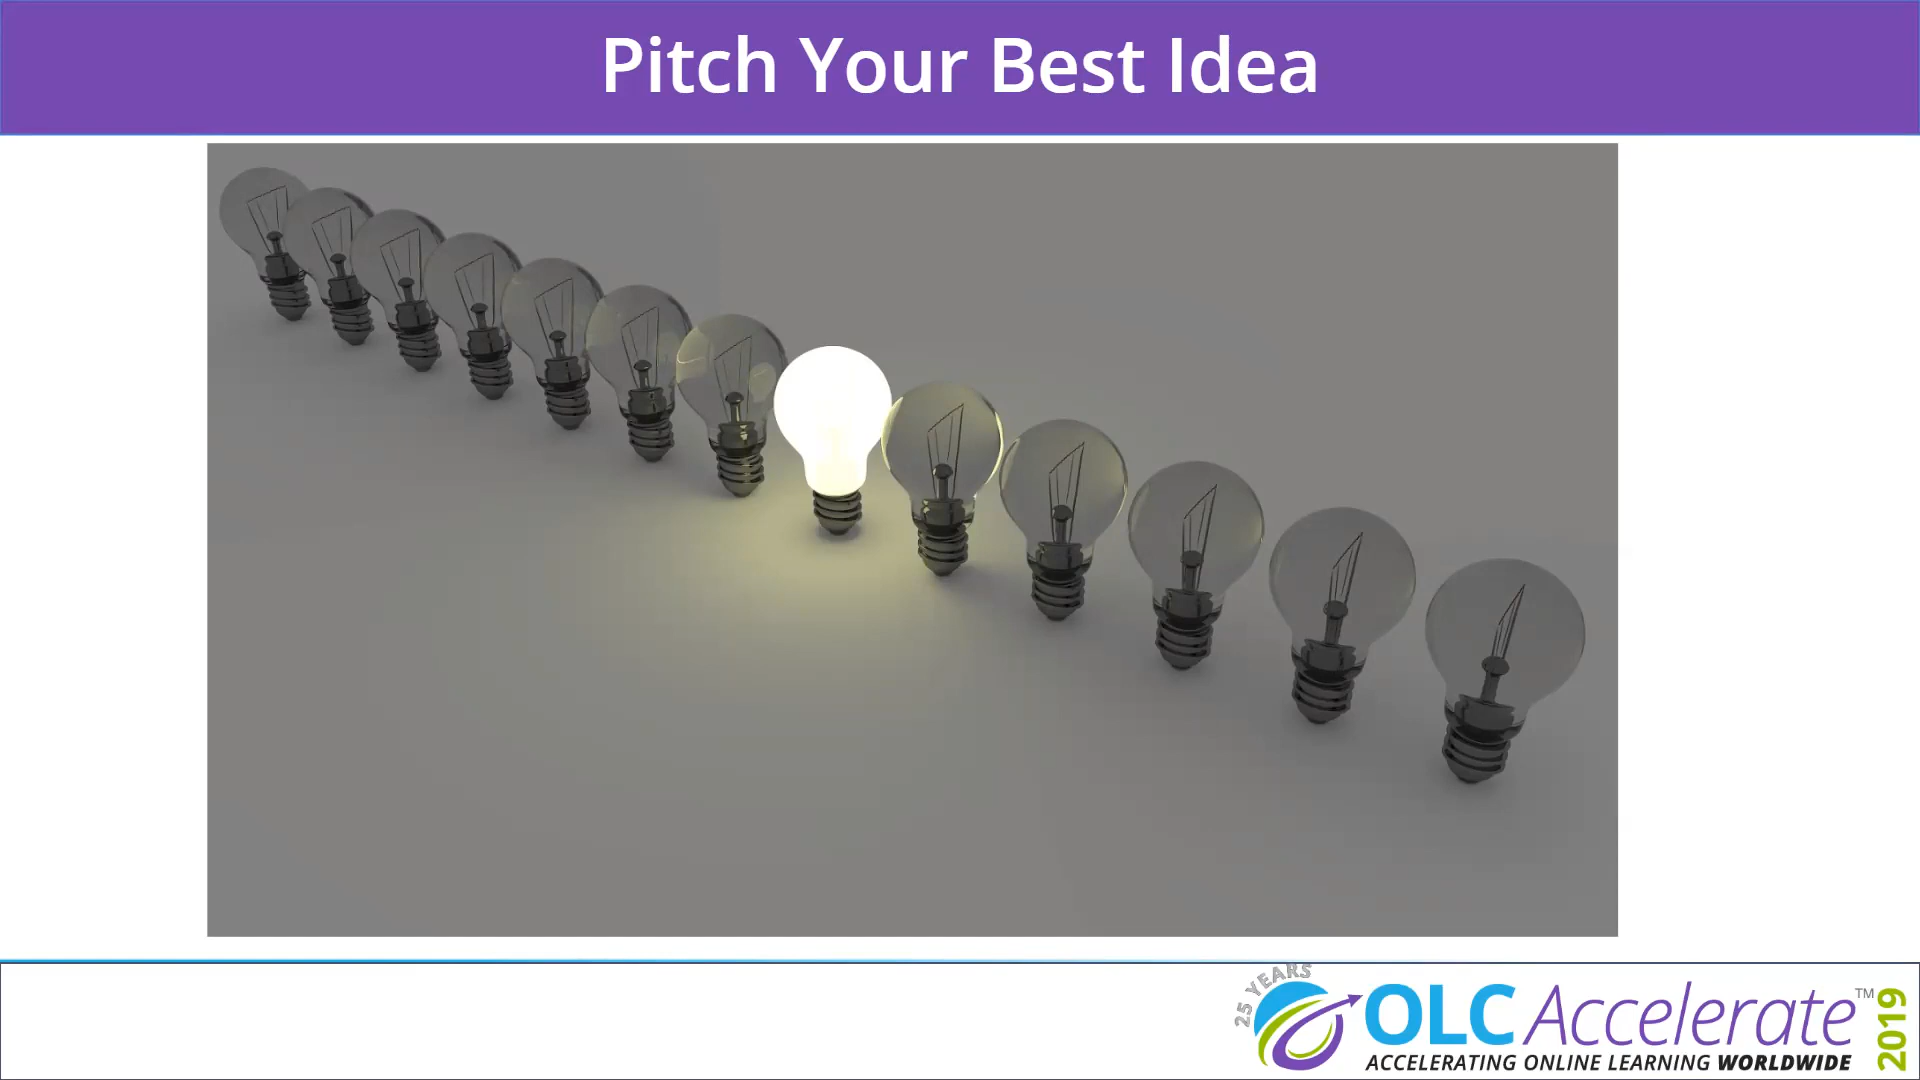 Pitch Your Best Idea
25 YEARS
OLC Accelerate™ 2019
ACCELERATING ONLINE LEARNING WORLDWIDE